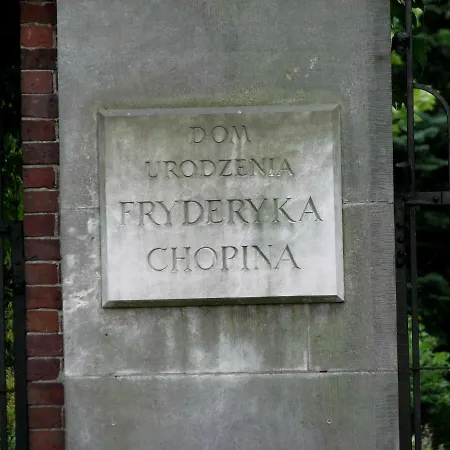 DOM
URODZENIA
FRYDERYKA
CHOPINA